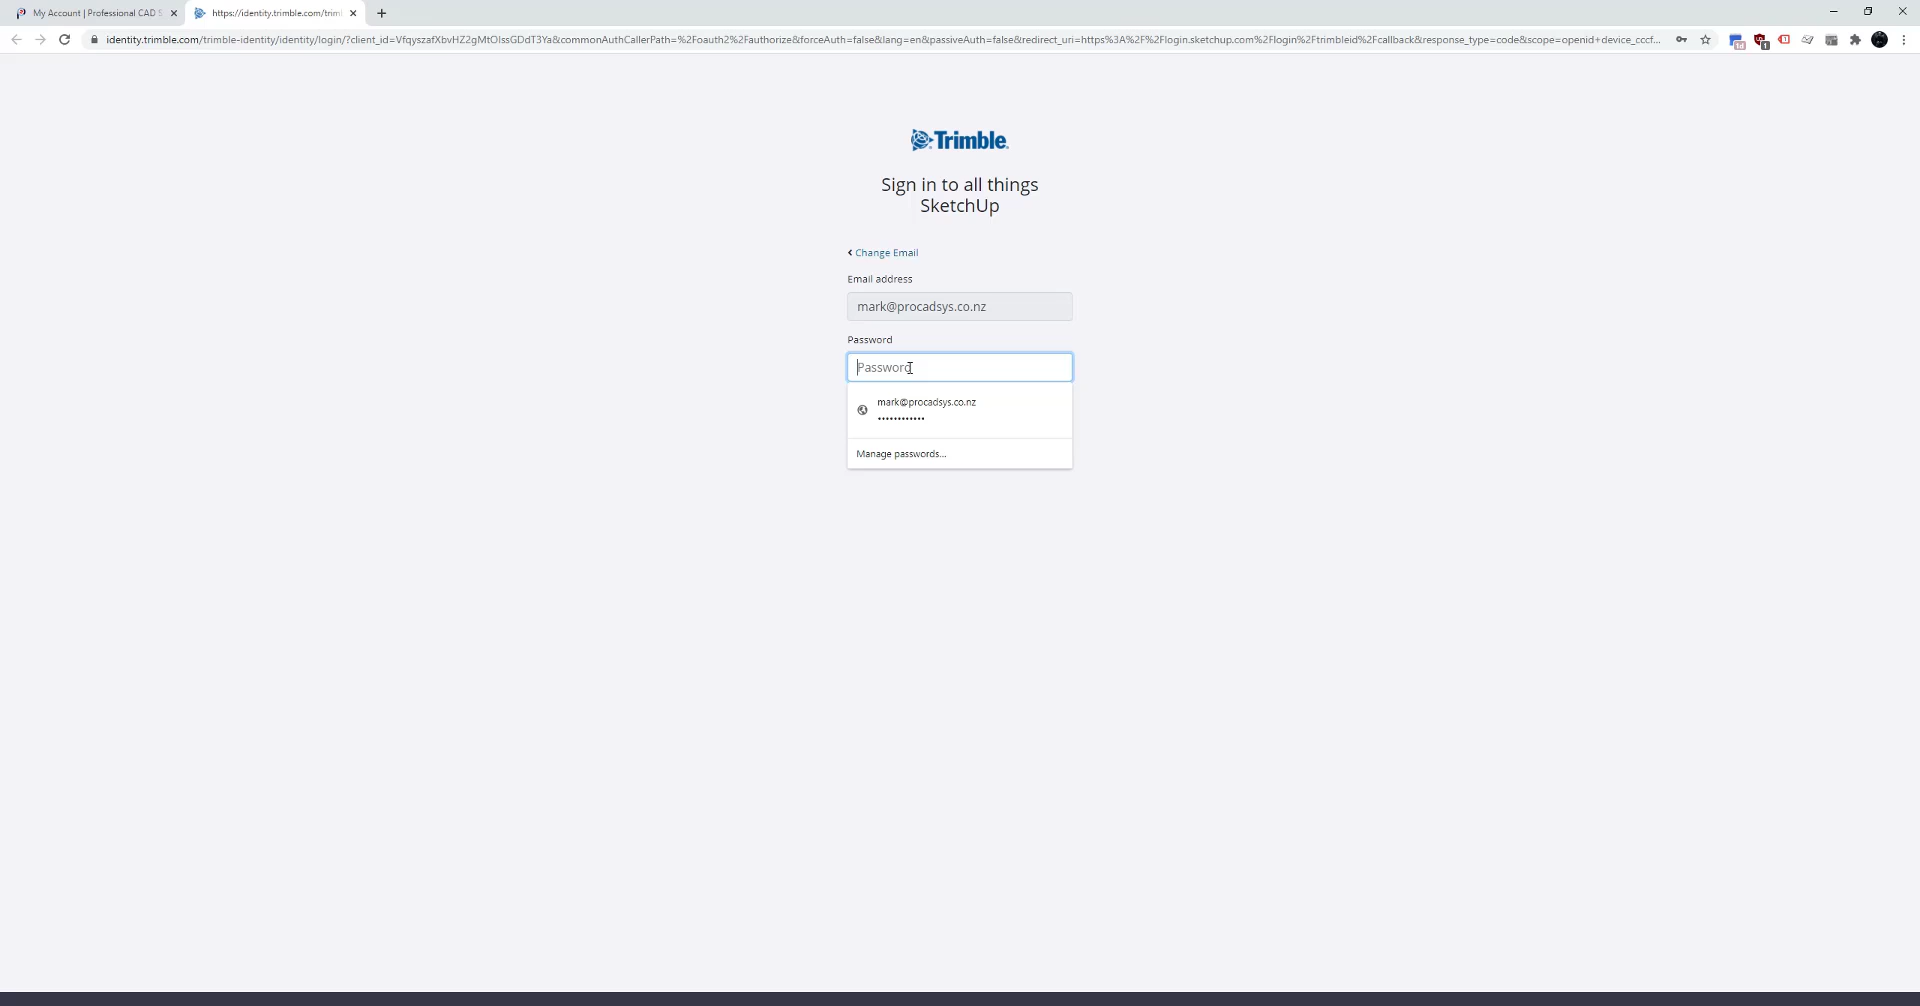 My Account | Professional CAD S
https://identity.trimble.com/trim
identity.trimble.com/trimble-identity/identity/login/?client_id=VfqyszafXbvHZ2gMtOIssGDdT3Ya&commonAuthCallerPath=%2Foauth2%2Fauthorize&forceAuth=false&lang=en&passiveAuth=false&redirect_uri=https%3A%2F%2Flogin.sketchup.com%2Flogin%2Ftrimbleid%2Fcallback&response_type=code&scope=openid+device_cccf...
Trimble.
Sign in to all things
SketchUp
Change Email
Email address
mark@procadsys.co.nz
Password
Password
mark@procadsys.co.nz
••••••••••••
Manage passwords...